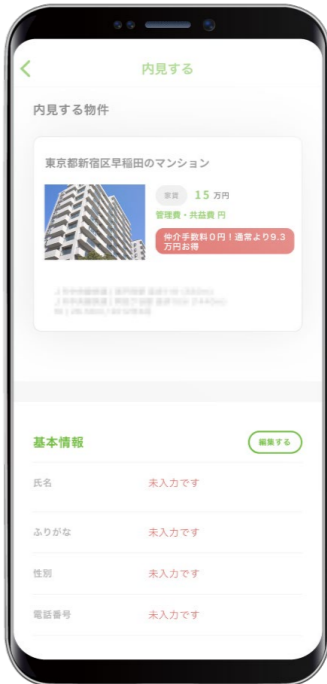 内見する
内見する物件
東京都新宿区早稲田のマンション
家賃 15 万円
管理費・共益費 円
仲介手数料0円！通常より9.3
万円お得
基本情報 編集する
氏名 未入力です
ふりがな 未入力です
性別 未入力です
電話番号 未入力です